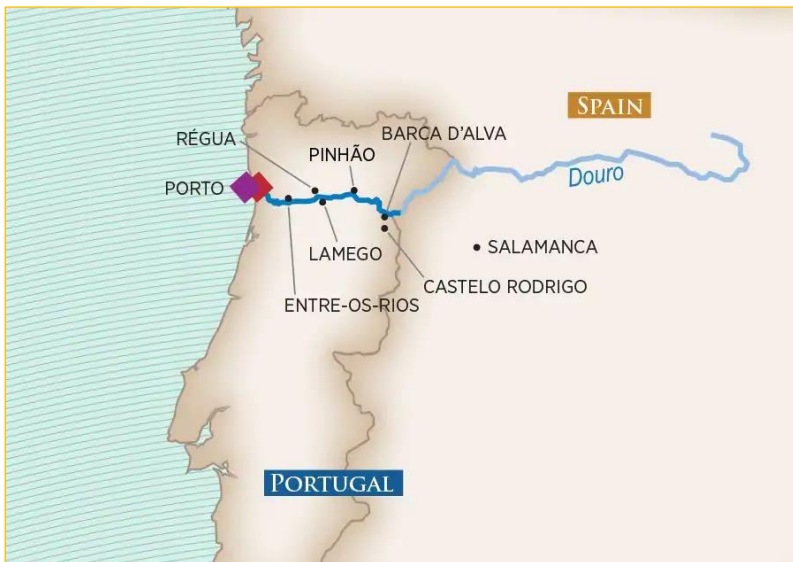 SPAIN
BARCA D'ALVA
RÉGUA
PINHÃO
Douro
PORTO
SALAMANCA
LAMEGO
CASTELO RODRIGO
ENTRE-OS-RIOS
PORTUGAL